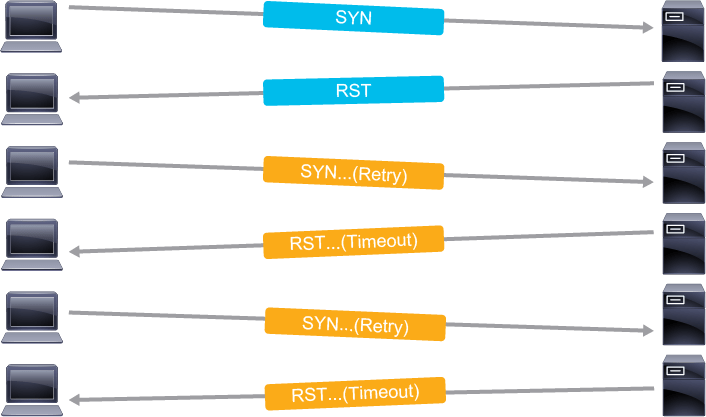 SYN
RST
SYN...(Retry)
RST...(Timeout)
SYN...(Retry)
RST...(Timeout)